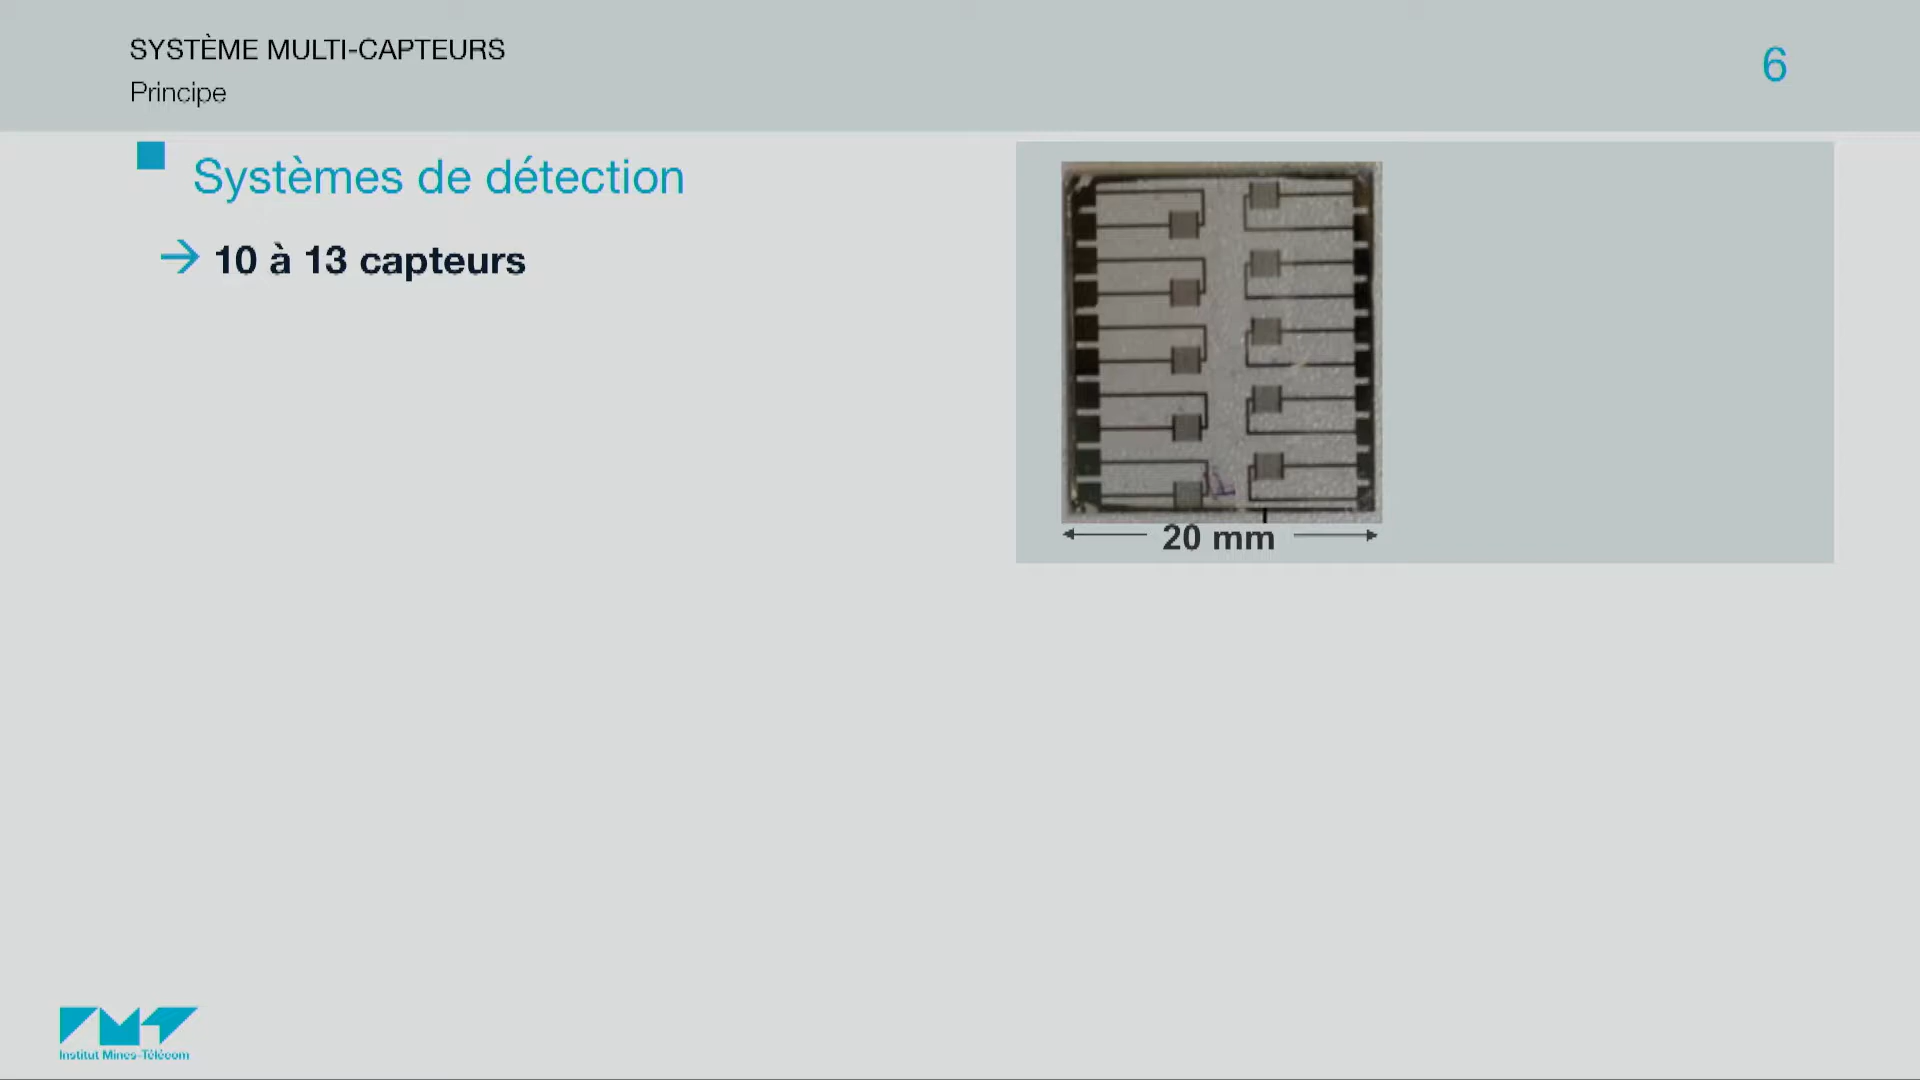 SYSTÈME MULTI-CAPTEURS
Principe
6
Systèmes de détection
→ 10 à 13 capteurs
20 mm
Institut Mines-Télécom